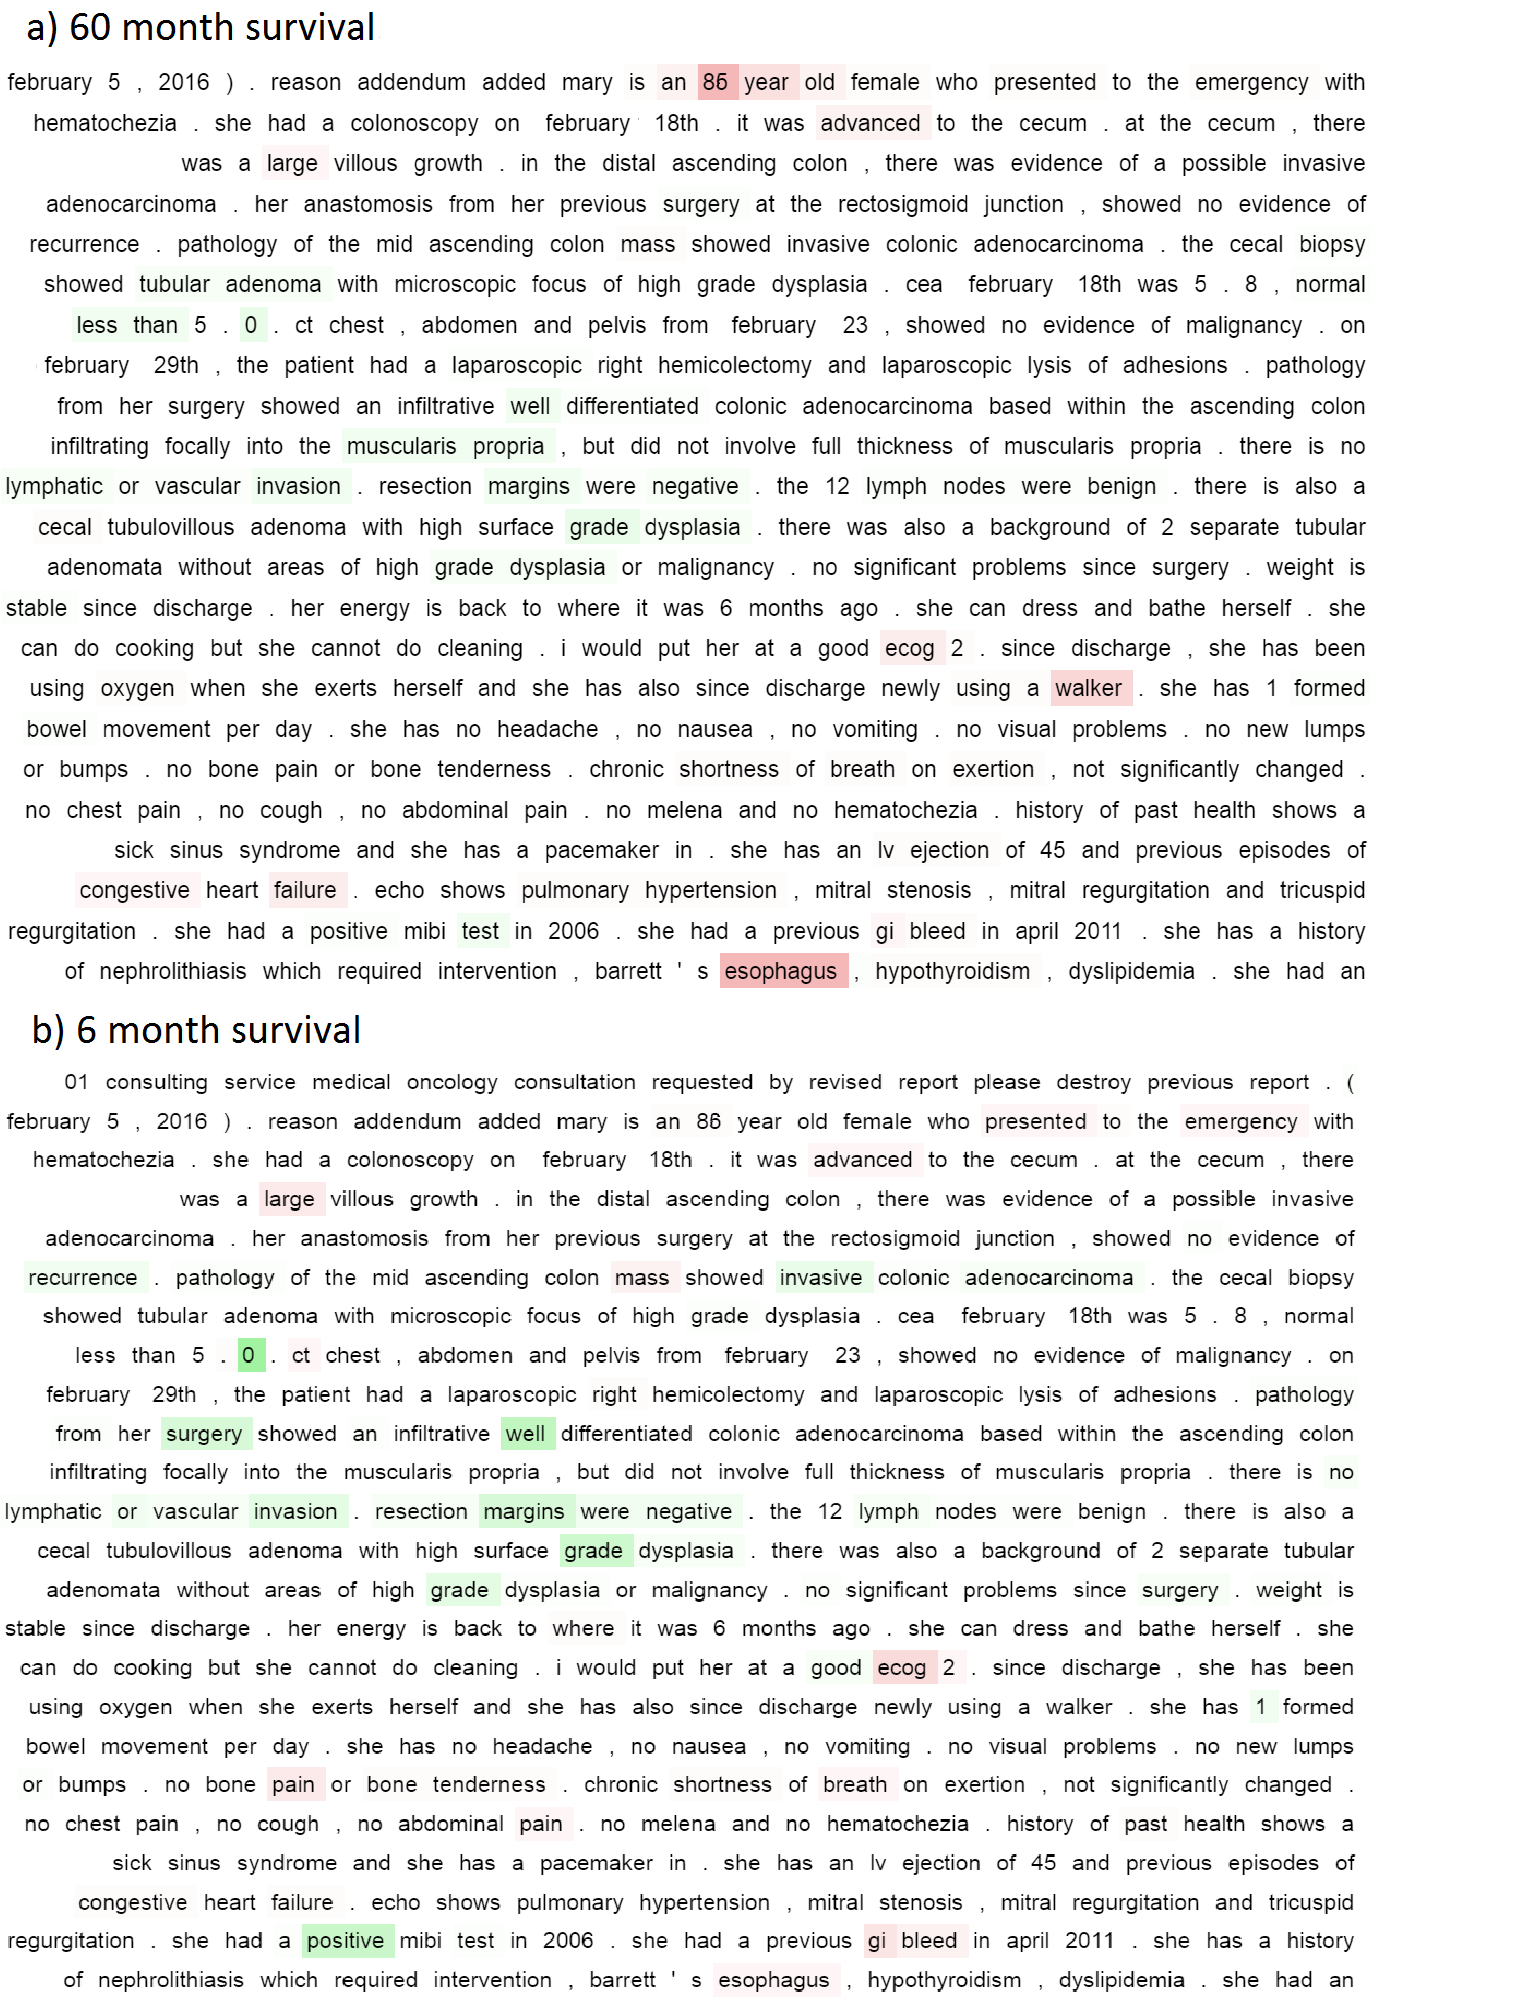 a) 60 month survival
february 5 , 2016 ) . reason addendum added mary is an 86 year old female who presented to the emergency with
hematochezia . she had a colonoscopy on february 18th . it was advanced to the cecum . at the cecum , there
was a large villous growth . in the distal ascending colon , there was evidence of a possible invasive
adenocarcinoma . her anastomosis from her previous surgery at the rectosigmoid junction , showed no evidence of
recurrence . pathology of the mid ascending colon mass showed invasive colonic adenocarcinoma . the cecal biopsy
showed tubular adenoma with microscopic focus of high grade dysplasia . cea february 18th was 5 . 8 , normal
less than 5 . 0 . ct chest , abdomen and pelvis from february 23 , showed no evidence of malignancy . on
february 29th , the patient had a laparoscopic right hemicolectomy and laparoscopic lysis of adhesions . pathology
from her surgery showed an infiltrative well differentiated colonic adenocarcinoma based within the ascending colon
infiltrating focally into the muscularis propria , but did not involve full thickness of muscularis propria . there is no
lymphatic or vascular invasion . resection margins were negative . the 12 lymph nodes were benign . there is also a
cecal tubulovillous adenoma with high surface grade dysplasia . there was also a background of 2 separate tubular
adenomata without areas of high grade dysplasia or malignancy . no significant problems since surgery . weight is
stable since discharge . her energy is back to where it was 6 months ago . she can dress and bathe herself . she
can do cooking but she cannot do cleaning . i would put her at a good ecog 2 . since discharge , she has been
using oxygen when she exerts herself and she has also since discharge newly using a walker . she has 1 formed
bowel movement per day . she has no headache , no nausea , no vomiting . no visual problems . no new lumps
or bumps . no bone pain or bone tenderness . chronic shortness of breath on exertion , not significantly changed .
no chest pain , no cough , no abdominal pain . no melena and no hematochezia . history of past health shows a
sick sinus syndrome and she has a pacemaker in . she has an lv ejection of 45 and previous episodes of
congestive heart failure . echo shows pulmonary hypertension , mitral stenosis , mitral regurgitation and tricuspid
regurgitation . she had a positive mibi test in 2006 . she had a previous gi bleed in april 2011 . she has a history
of nephrolithiasis which required intervention , barrett ' s esophagus , hypothyroidism , dyslipidemia . she had an
b) 6 month survival
01 consulting service medical oncology consultation requested by revised report please destroy previous report . (
february 5 , 2016 ) . reason addendum added mary is an 86 year old female who presented to the emergency with
hematochezia . she had a colonoscopy on february 18th . it was advanced to the cecum . at the cecum , there
was a large villous growth . in the distal ascending colon , there was evidence of a possible invasive
adenocarcinoma . her anastomosis from her previous surgery at the rectosigmoid junction , showed no evidence of
recurrence . pathology of the mid ascending colon mass showed invasive colonic adenocarcinoma . the cecal biopsy
showed tubular adenoma with microscopic focus of high grade dysplasia . cea february 18th was 5 . 8 , normal
less than 5 . 0 . ct chest , abdomen and pelvis from february 23 , showed no evidence of malignancy . on
february 29th , the patient had a laparoscopic right hemicolectomy and laparoscopic lysis of adhesions . pathology
from her surgery showed an infiltrative well differentiated colonic adenocarcinoma based within the ascending colon
infiltrating focally into the muscularis propria , but did not involve full thickness of muscularis propria . there is no
lymphatic or vascular invasion . resection margins were negative . the 12 lymph nodes were benign . there is also a
cecal tubulovillous adenoma with high surface grade dysplasia . there was also a background of 2 separate tubular
adenomata without areas of high grade dysplasia or malignancy . no significant problems since surgery . weight is
stable since discharge . her energy is back to where it was 6 months ago . she can dress and bathe herself . she
can do cooking but she cannot do cleaning . i would put her at a good ecog 2 . since discharge , she has been
using oxygen when she exerts herself and she has also since discharge newly using a walker . she has 1 formed
bowel movement per day . she has no headache , no nausea , no vomiting . no visual problems . no new lumps
or bumps . no bone pain or bone tenderness . chronic shortness of breath on exertion , not significantly changed .
no chest pain , no cough , no abdominal pain . no melena and no hematochezia . history of past health shows a
sick sinus syndrome and she has a pacemaker in . she has an lv ejection of 45 and previous episodes of
congestive heart failure . echo shows pulmonary hypertension , mitral stenosis , mitral regurgitation and tricuspid
regurgitation . she had a positive mibi test in 2006 . she had a previous gi bleed in april 2011 . she has a history
of nephrolithiasis which required intervention , barrett ' s esophagus , hypothyroidism , dyslipidemia . she had an